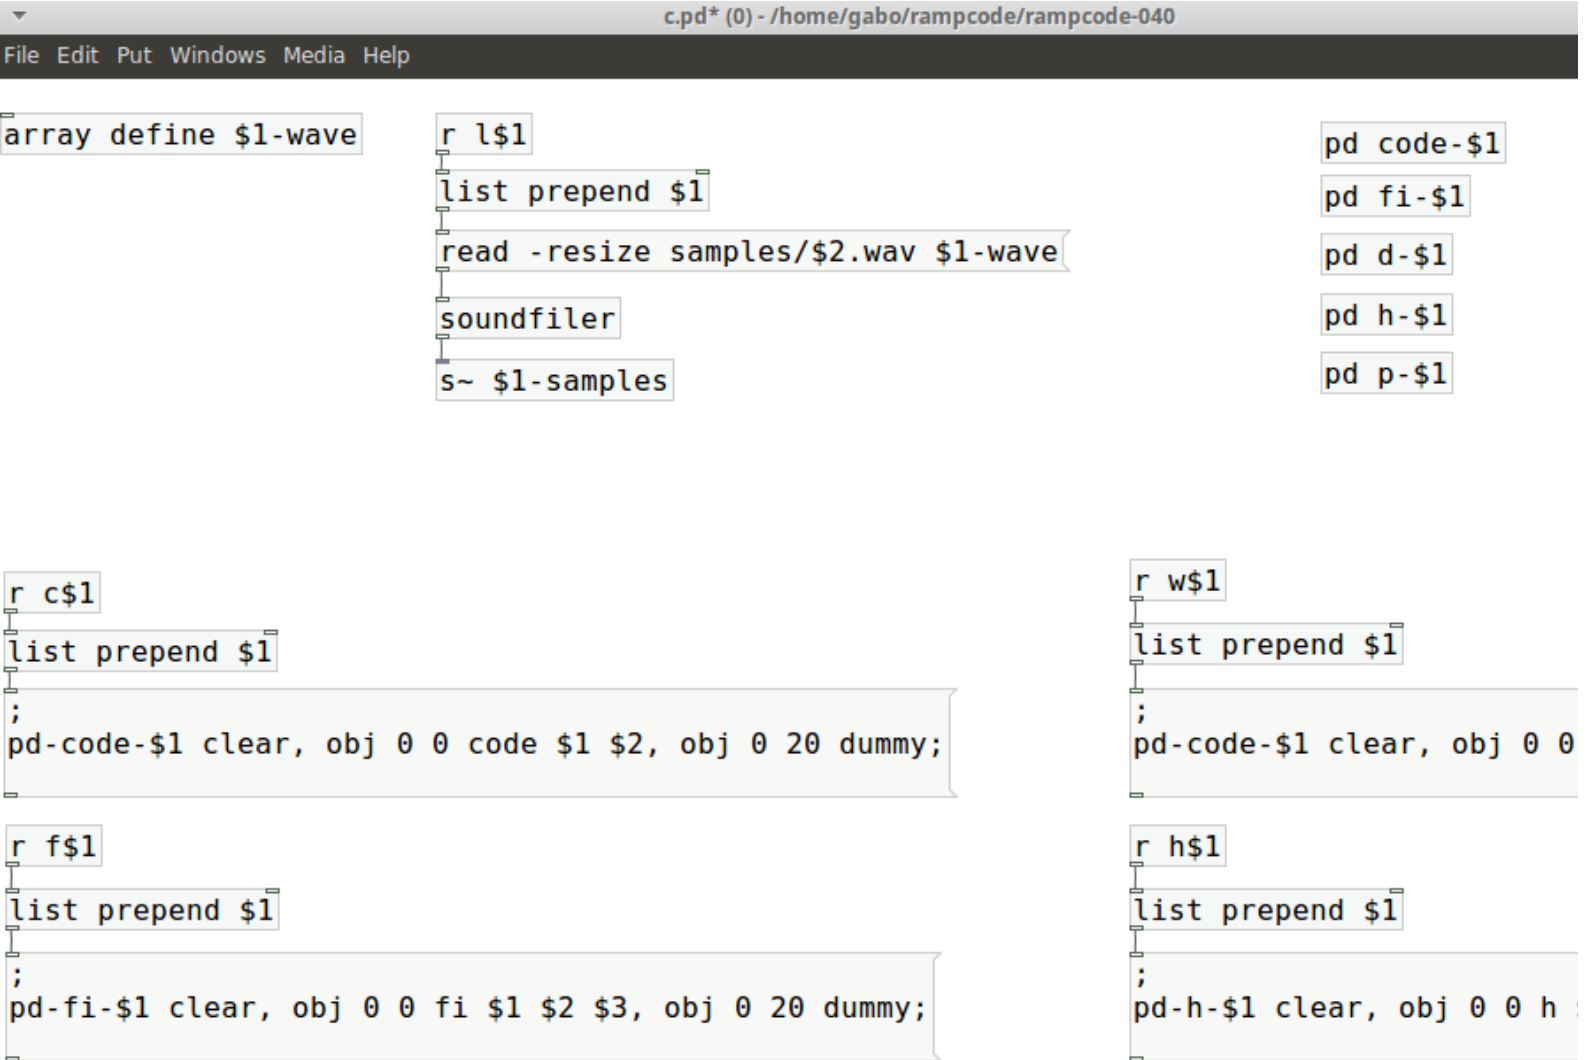 c.pd* (0) - /home/gabo/rampcode/rampcode-040
File Edit Put Windows Media Help
array define $1-wave
r l$1
list prepend $1
read -resize samples/$2.wav $1-wave
soundfiler
s~ $1-samples
pd code-$1
pd fi-$1
pd d-$1
pd h-$1
pd p-$1
r c$1
list prepend $1
;
pd-code-$1 clear, obj 0 0 code $1 $2, obj 0 20 dummy;
r w$1
list prepend $1
;
pd-code-$1 clear, obj 0 0
r f$1
list prepend $1
;
pd-fi-$1 clear, obj 0 0 fi $1 $2 $3, obj 0 20 dummy;
r h$1
list prepend $1
;
pd-h-$1 clear, obj 0 0 h